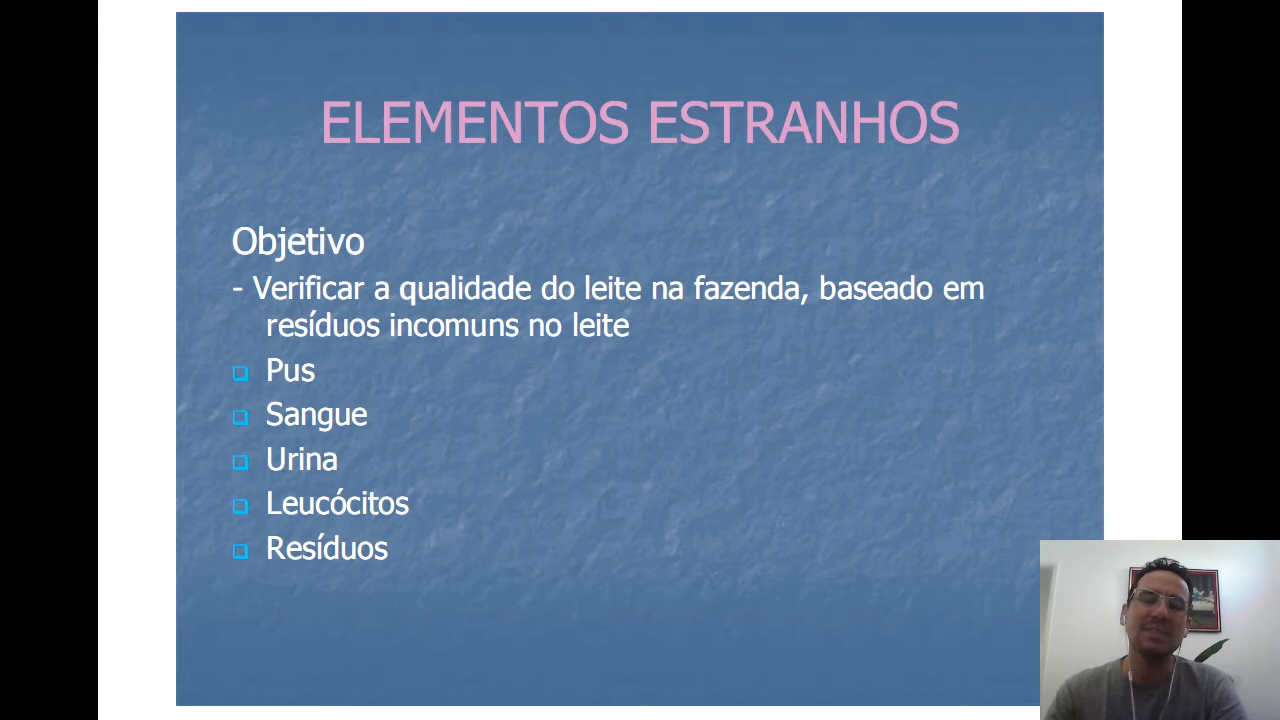 ELEMENTOS ESTRANHOS
Objetivo
- Verificar a qualidade do leite na fazenda, baseado em
resíduos incomuns no leite
Pus
Sangue
Urina
Leucócitos
Resíduos